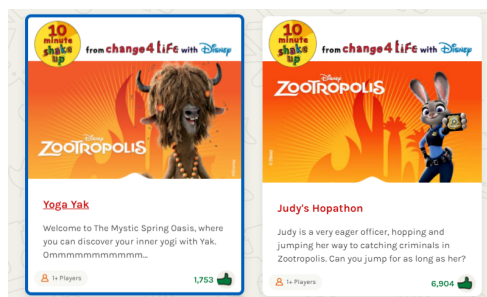 10
minute
shake
up
from change4Life with Disney
Disney
ZOOTROPOLIS
©Disney
Yoga Yak
Welcome to The Mystic Spring Oasis, where
you can discover your inner yogi with Yak.
Ommmmmmmmmmm...
1+ Players
1,753
10
minute
shake
up
from change4Life with Disney
Disney
ZOOTROPOLIS
©Disney
Judy's Hopathon
Judy is a very eager officer, hopping and
jumping her way to catching criminals in
Zootropolis. Can you jump for as long as her?
1+ Players
6,904